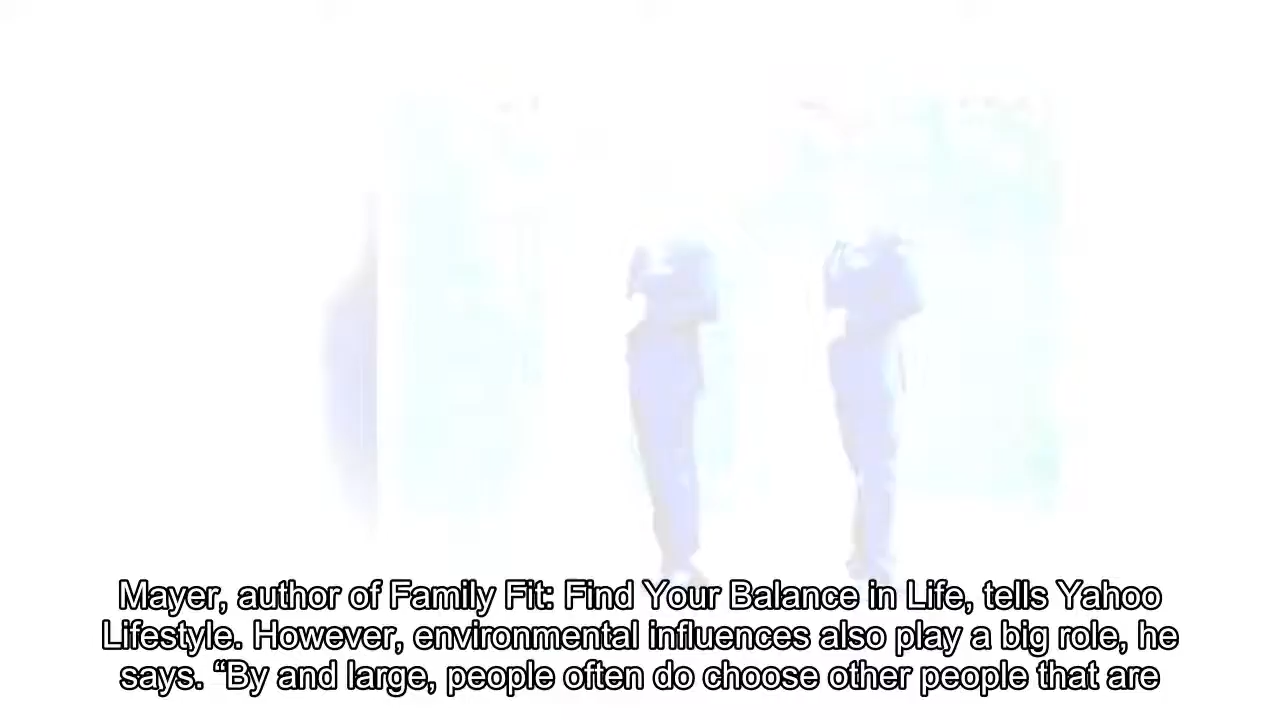 Mayer, author of Family Fit: Find Your Balance in Life, tells Yahoo
Lifestyle. However, environmental influences also play a big role, he
says. “By and large, people often do choose other people that are